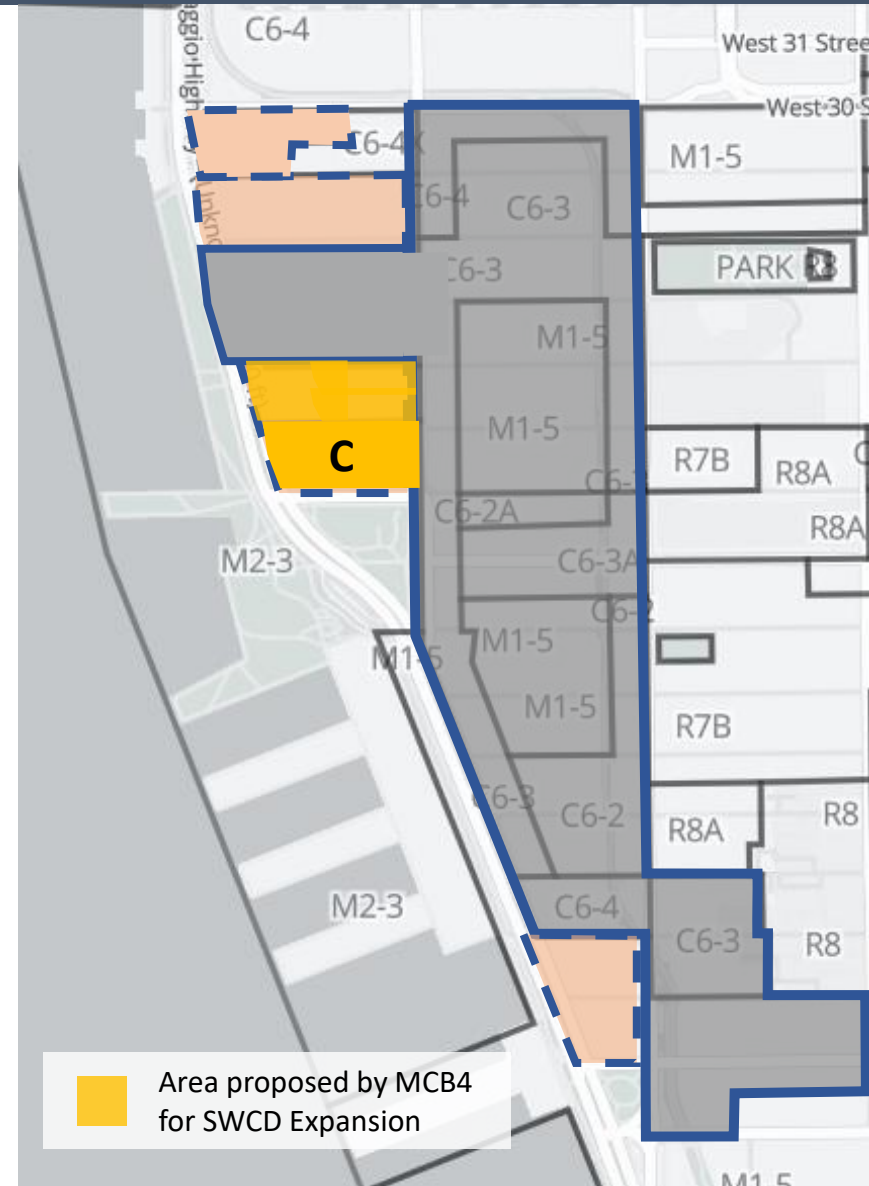 C6-4
West 31 Stree
West 30 S
C6-4X
M1-5
C6-4
C6-3
PARK
C6-3
M1-5
M1-5
R7B
R8A
C
C6-2A
R8A
M2-3
C6-3A
C6-2
M1-5
M1-5
M1-5
R7B
C6-3
C6-2
R8A
R8
M2-3
C6-4
C6-3
R8
Area proposed by MCB4
for SWCD Expansion
M1-5